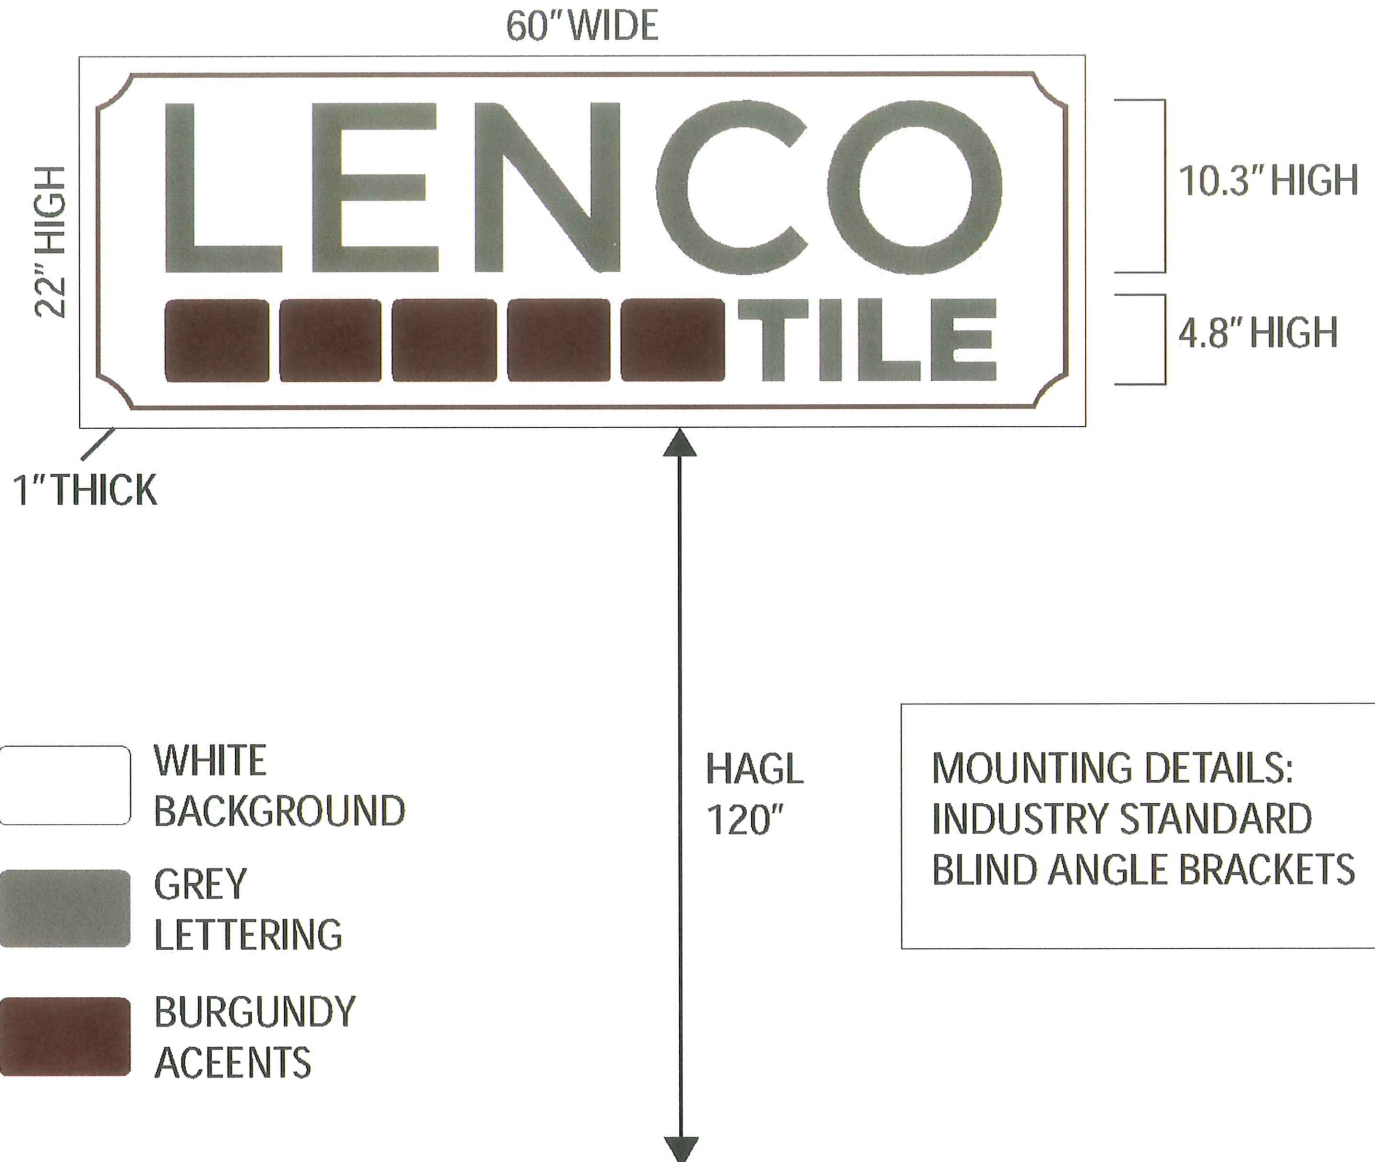 60" WIDE
22" HIGH
LENCO
TILE
10.3" HIGH
4.8" HIGH
1" THICK
WHITE
BACKGROUND
GREY
LETTERING
BURGUNDY
ACEENTS
HAGL
120"
MOUNTING DETAILS:
INDUSTRY STANDARD
BLIND ANGLE BRACKETS